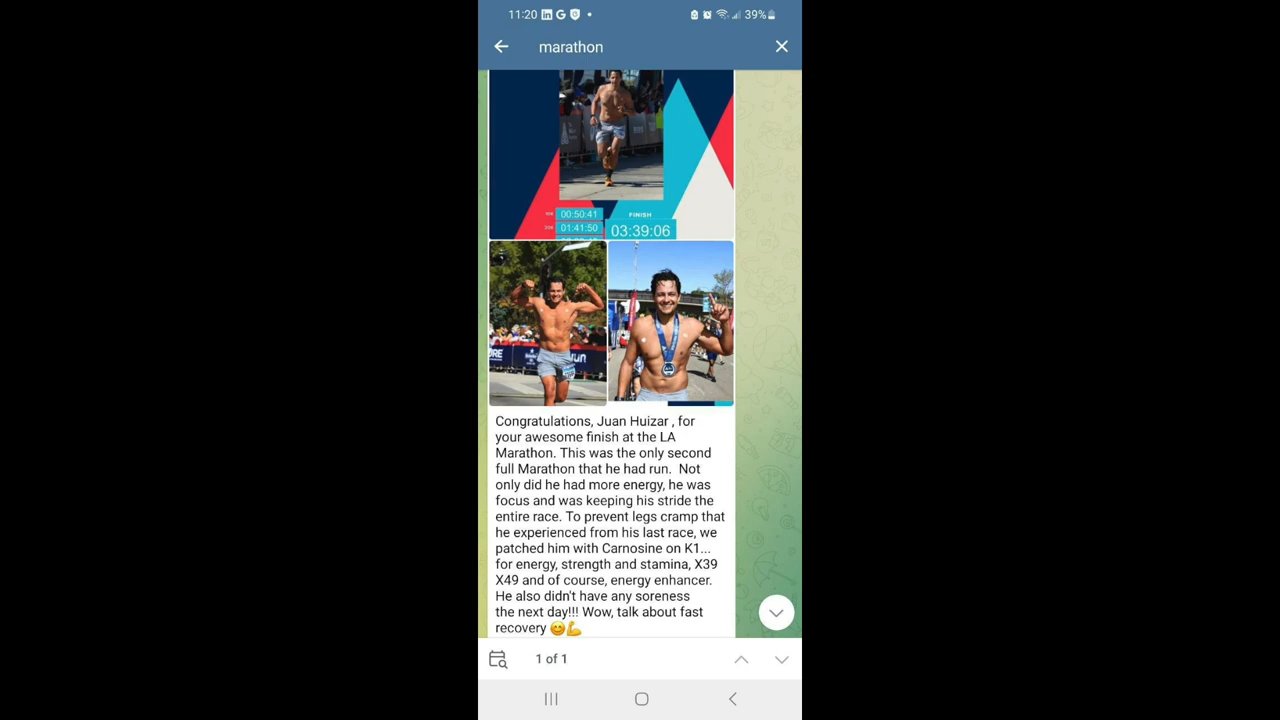 11:20
39%
marathon
10K 00:50:41
FINISH
20K 01:41:50
03:39:06
Congratulations, Juan Huizar , for
your awesome finish at the LA
Marathon. This was the only second
full Marathon that he had run.  Not
only did he had more energy, he was
focus and was keeping his stride the
entire race. To prevent legs cramp that
he experienced from his last race, we
patched him with Carnosine on K1...
for energy, strength and stamina, X39
X49 and of course, energy enhancer.
He also didn't have any soreness
the next day!!! Wow, talk about fast
recovery 😊💪
1 of 1